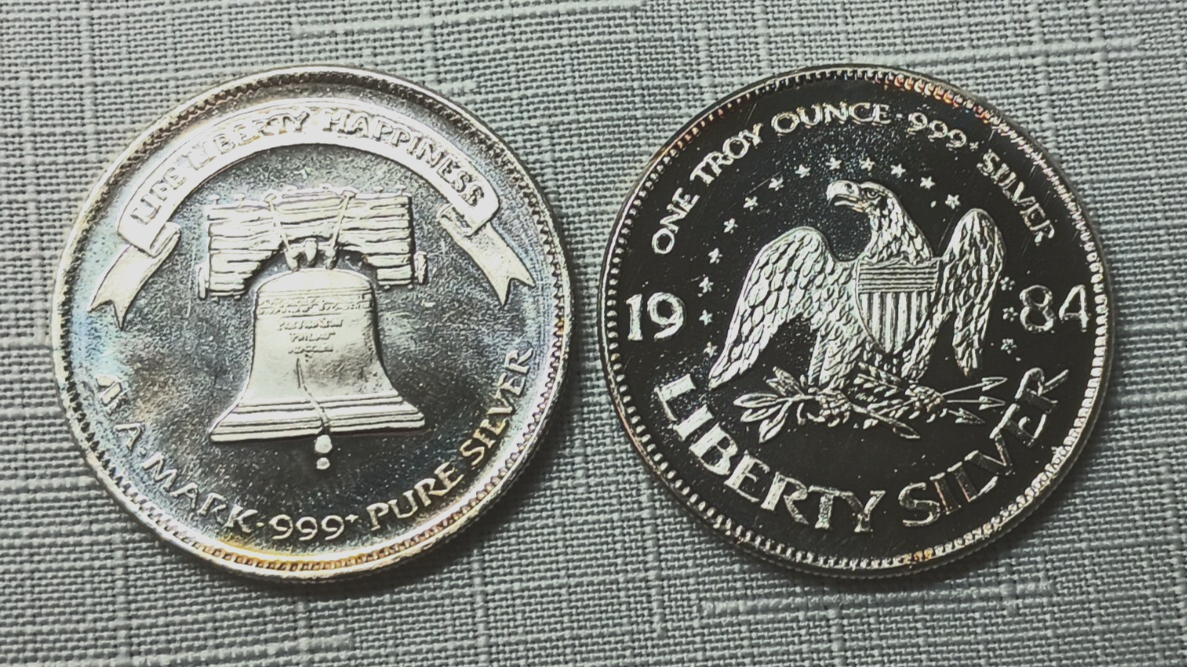 LIFE LIBERTY HAPPINESS
A MARK·999+ PURE SILVER
ONE TROY OUNCE·999+ SILVER
19 84
LIBERTY SILVER